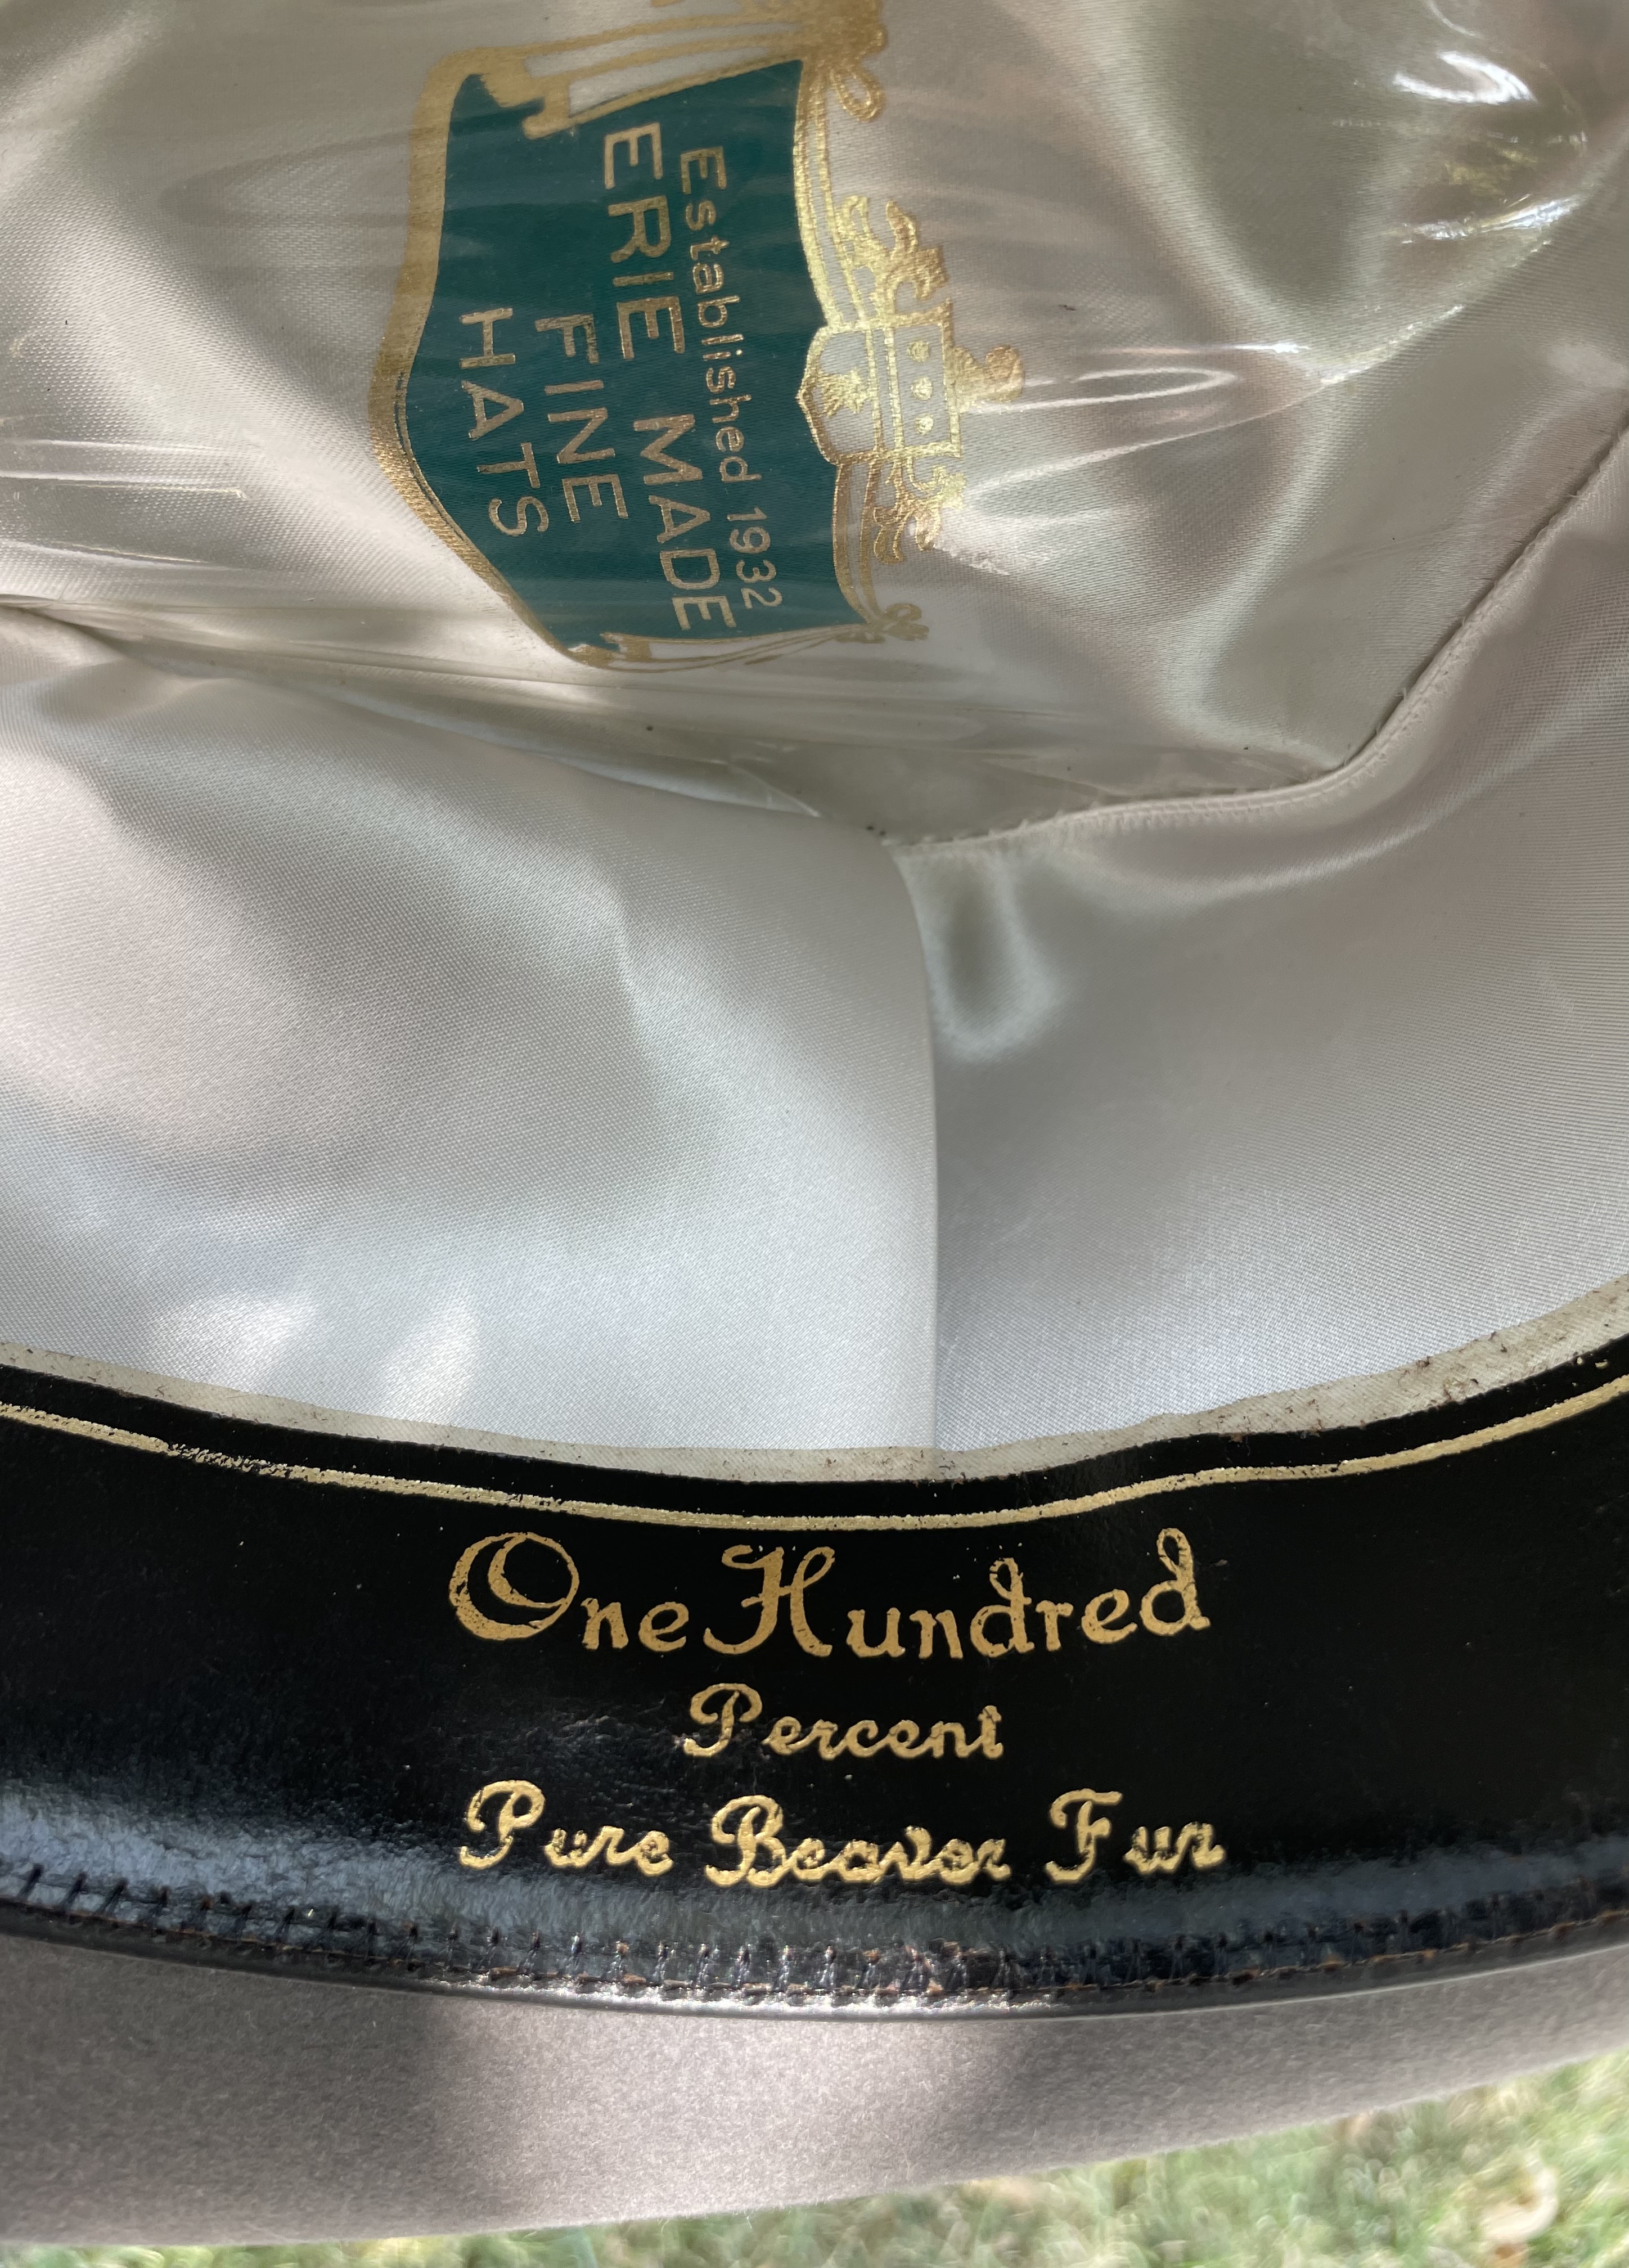 Established 1932
ERIE MADE
FINE
HATS
One Hundred
Percent
Pure Beaver Fur